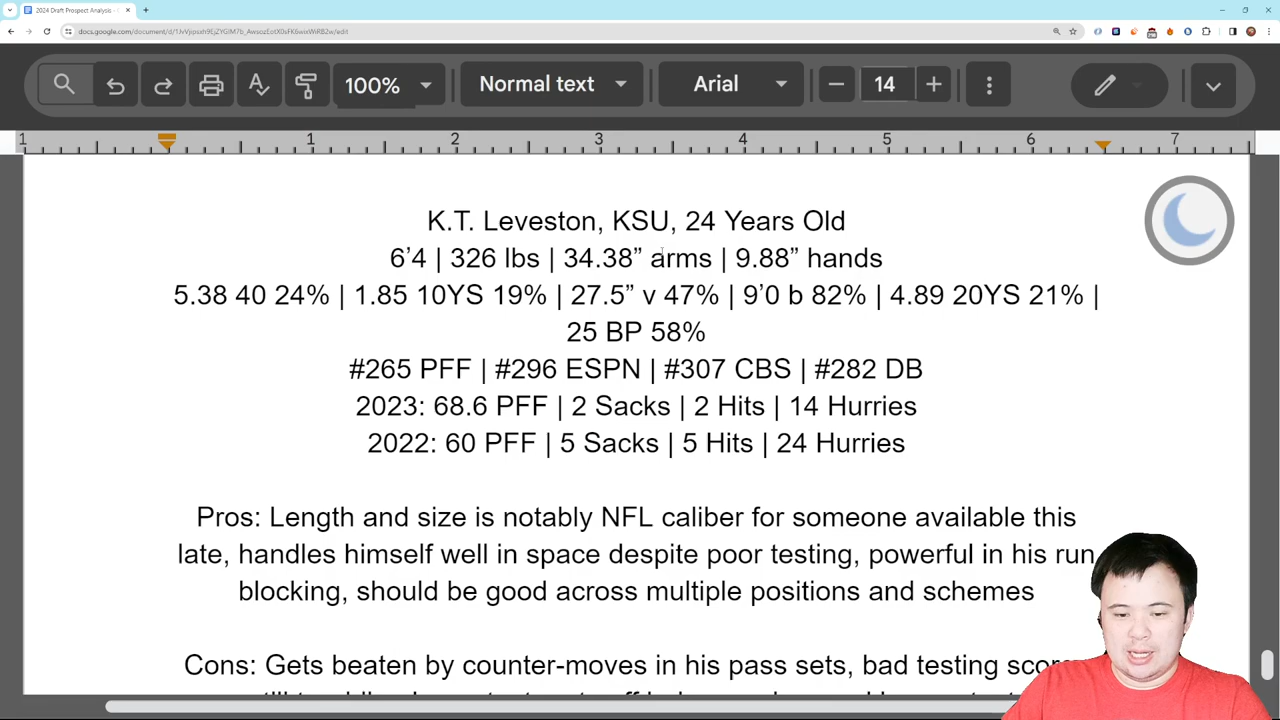 2024 Draft Prospect Analysis -
100%
Normal text
Arial
14
1 1 2 3 4 5 6 7
K.T. Leveston, KSU, 24 Years Old
6’4 | 326 lbs | 34.38” arms | 9.88” hands
5.38 40 24% | 1.85 10YS 19% | 27.5” v 47% | 9’0 b 82% | 4.89 20YS 21% |
25 BP 58%
#265 PFF | #296 ESPN | #307 CBS | #282 DB
2023: 68.6 PFF | 2 Sacks | 2 Hits | 14 Hurries
2022: 60 PFF | 5 Sacks | 5 Hits | 24 Hurries
Pros: Length and size is notably NFL caliber for someone available this
late, handles himself well in space despite poor testing, powerful in his run
blocking, should be good across multiple positions and schemes
Cons: Gets beaten by counter-moves in his pass sets, bad testing